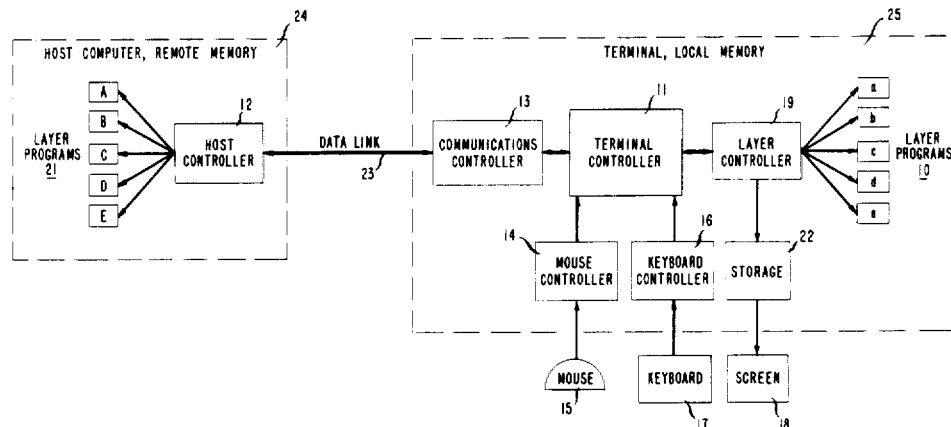 24
HOST COMPUTER, REMOTE MEMORY
A
B
C
D
E
LAYER
PROGRAMS
21
12
HOST
CONTROLLER
DATA LINK
23
25
TERMINAL, LOCAL MEMORY
13
COMMUNICATIONS
CONTROLLER
11
TERMINAL
CONTROLLER
19
LAYER
CONTROLLER
a
b
c
d
e
LAYER
PROGRAMS
10
14
MOUSE
CONTROLLER
16
KEYBOARD
CONTROLLER
22
STORAGE
MOUSE
15
KEYBOARD
17
SCREEN
18